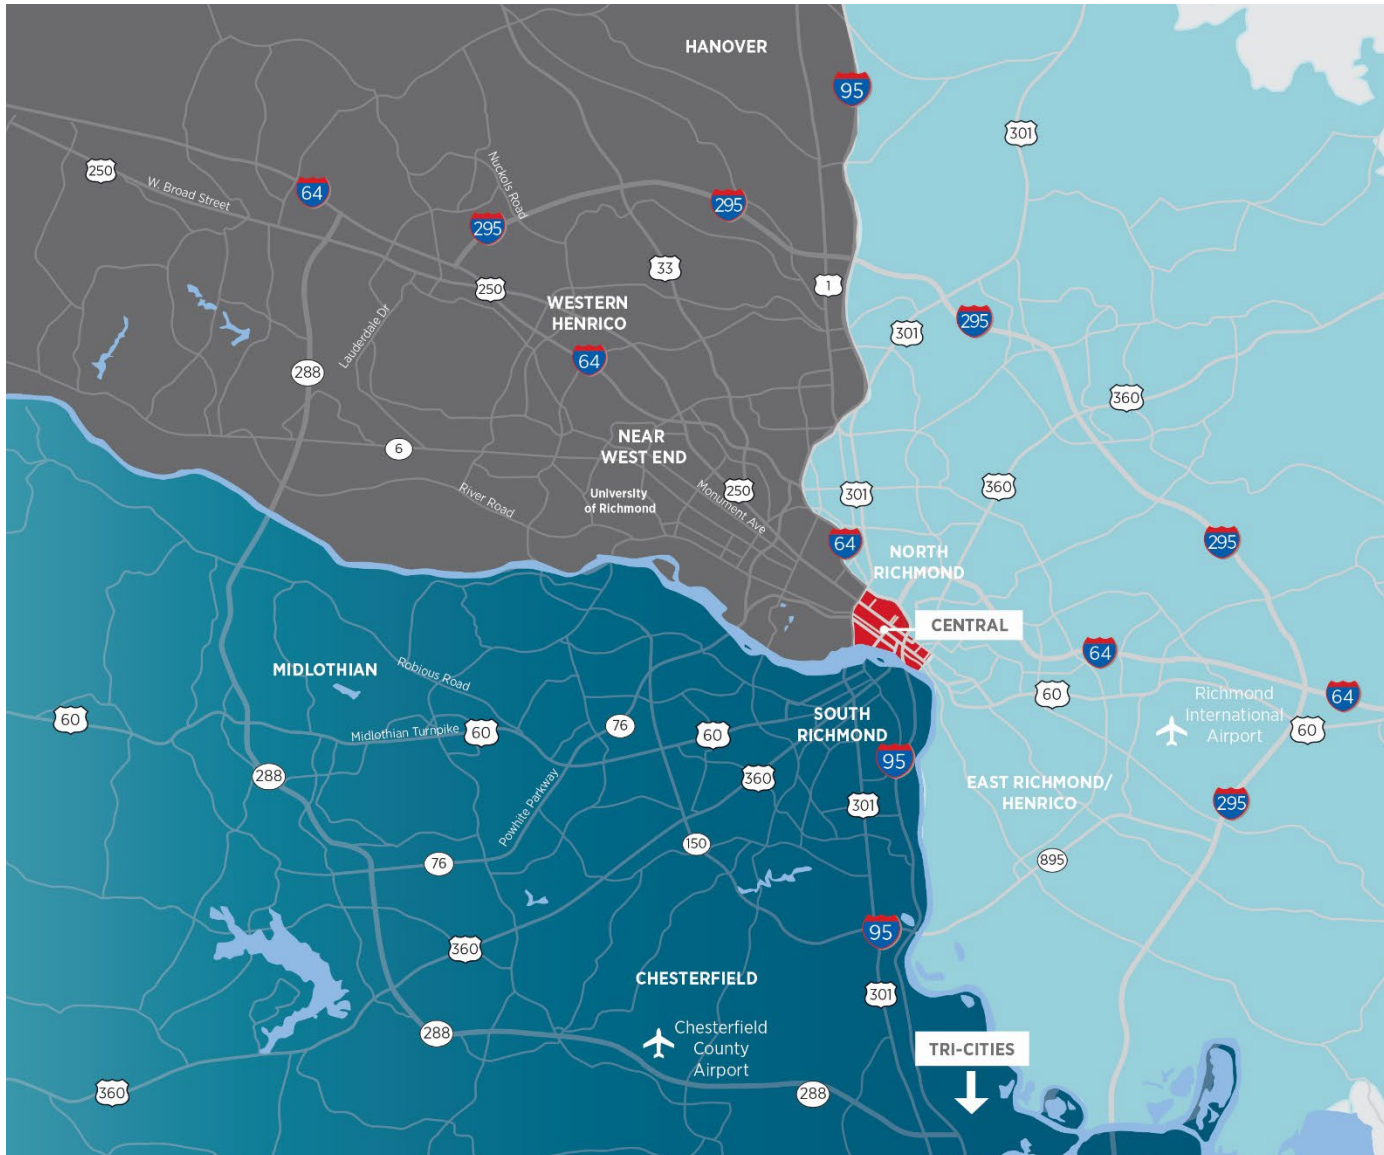 HANOVER
95
301
250
W. Broad Street
64
Nuckols Road
295
295
33
250
1
WESTERN
HENRICO
301
295
Lauderdale Dr
64
288
360
6
NEAR
WEST END
250
Monument Ave
360
River Road
University
of Richmond
301
64
295
NORTH
RICHMOND
CENTRAL
64
MIDLOTHIAN
Robious Road
60
64
Richmond
International
Airport
60
60
Midlothian Turnpike
60
76
60
SOUTH
RICHMOND
95
288
360
301
EAST RICHMOND/
HENRICO
295
Powhite Parkway
76
150
895
360
95
CHESTERFIELD
301
288
Chesterfield
County
Airport
TRI-CITIES
360
288